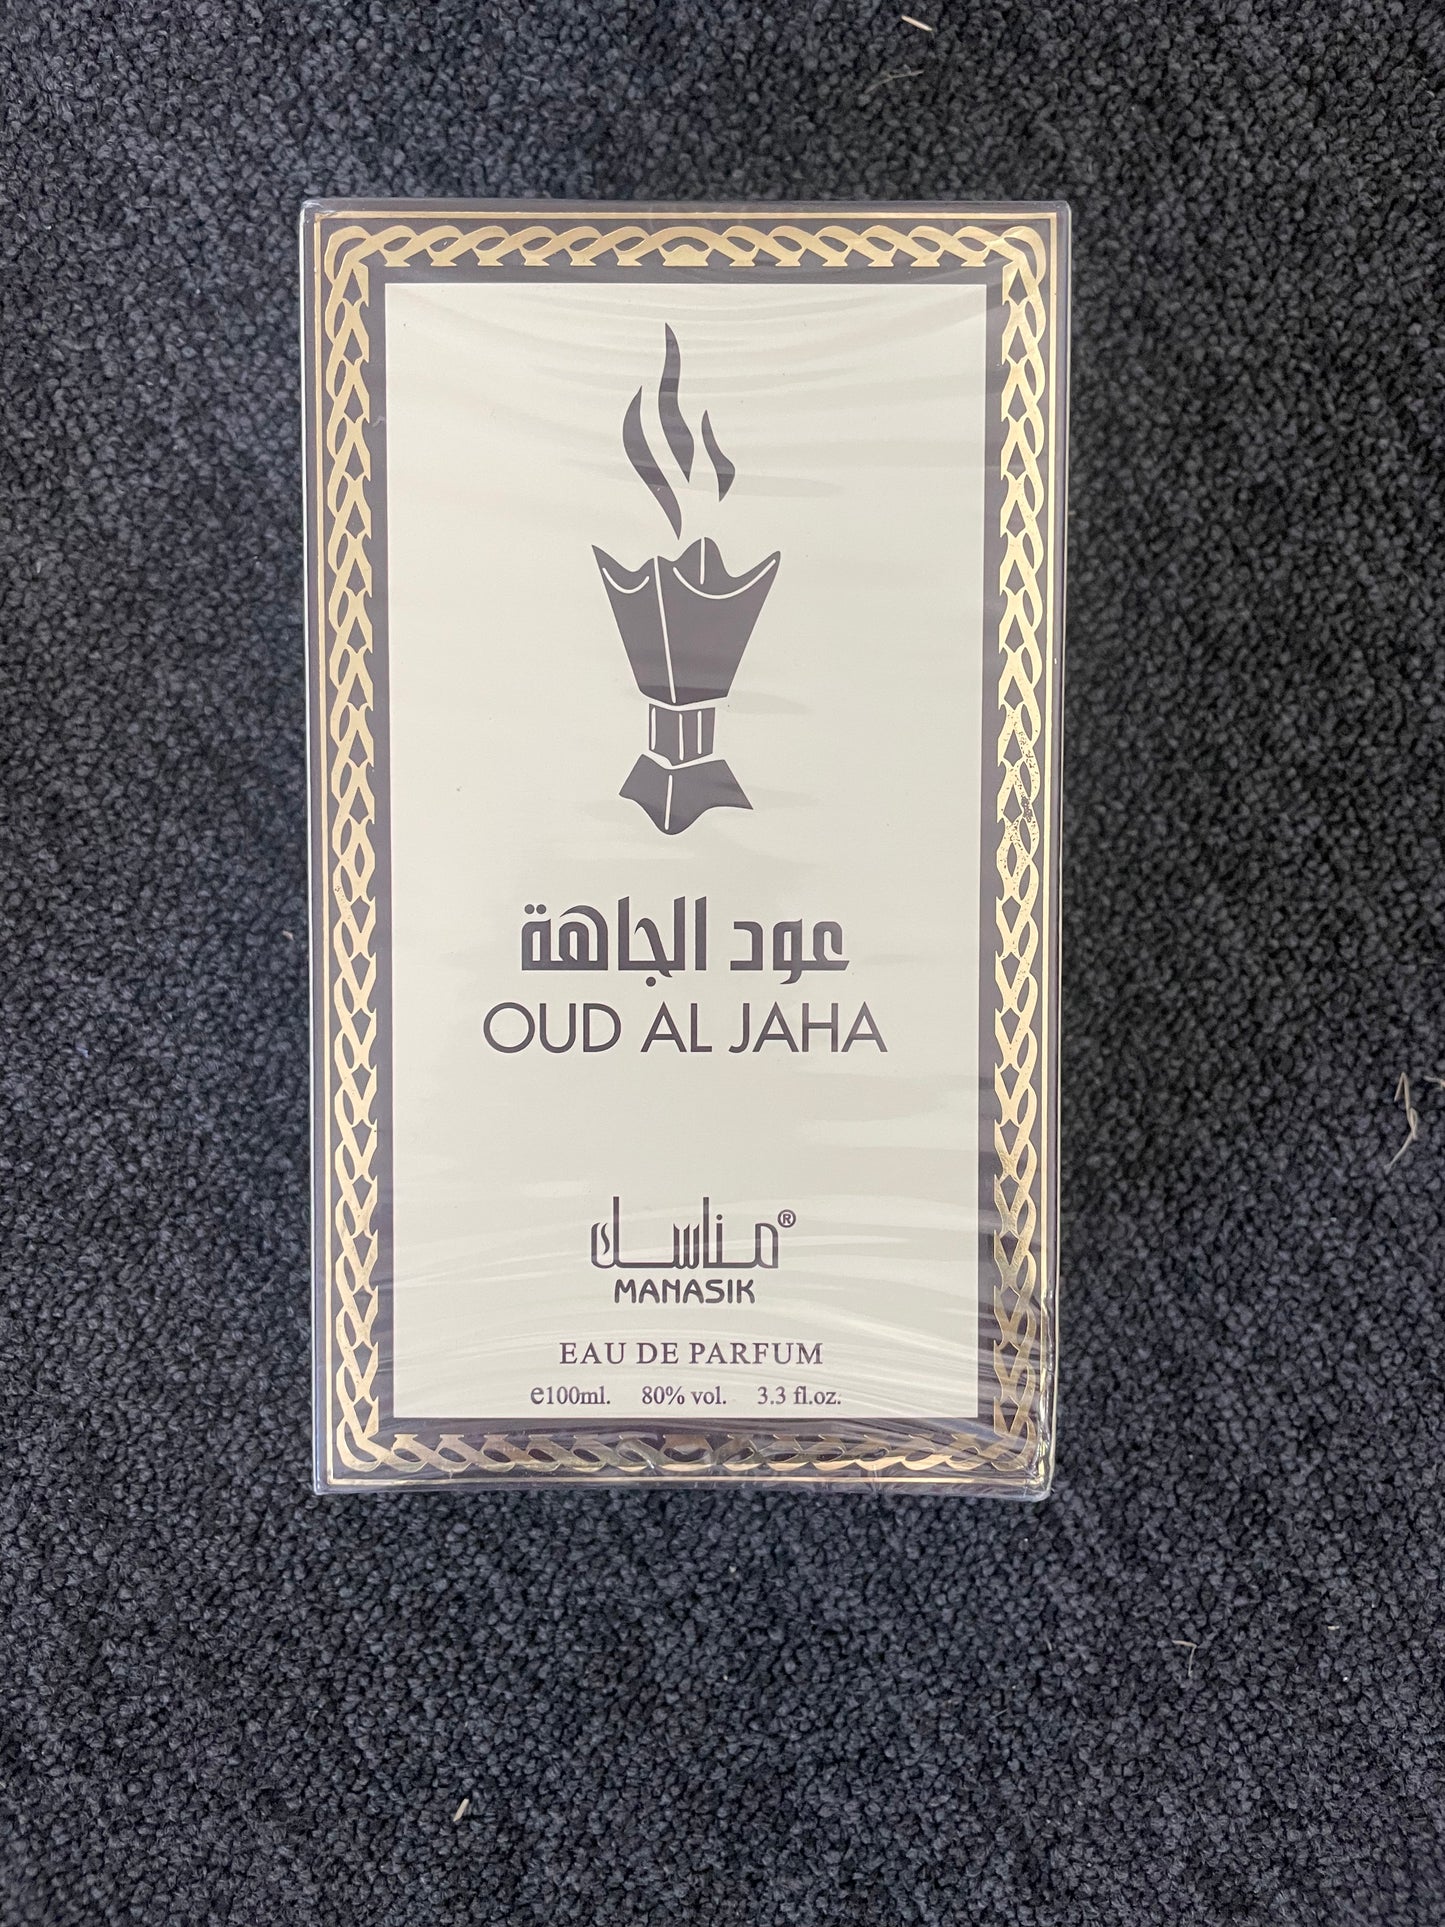 عود الجاهة
OUD AL JAHA
مناسك®
MANASIK
EAU DE PARFUM
e100ml. 80% vol. 3.3 fl.oz.